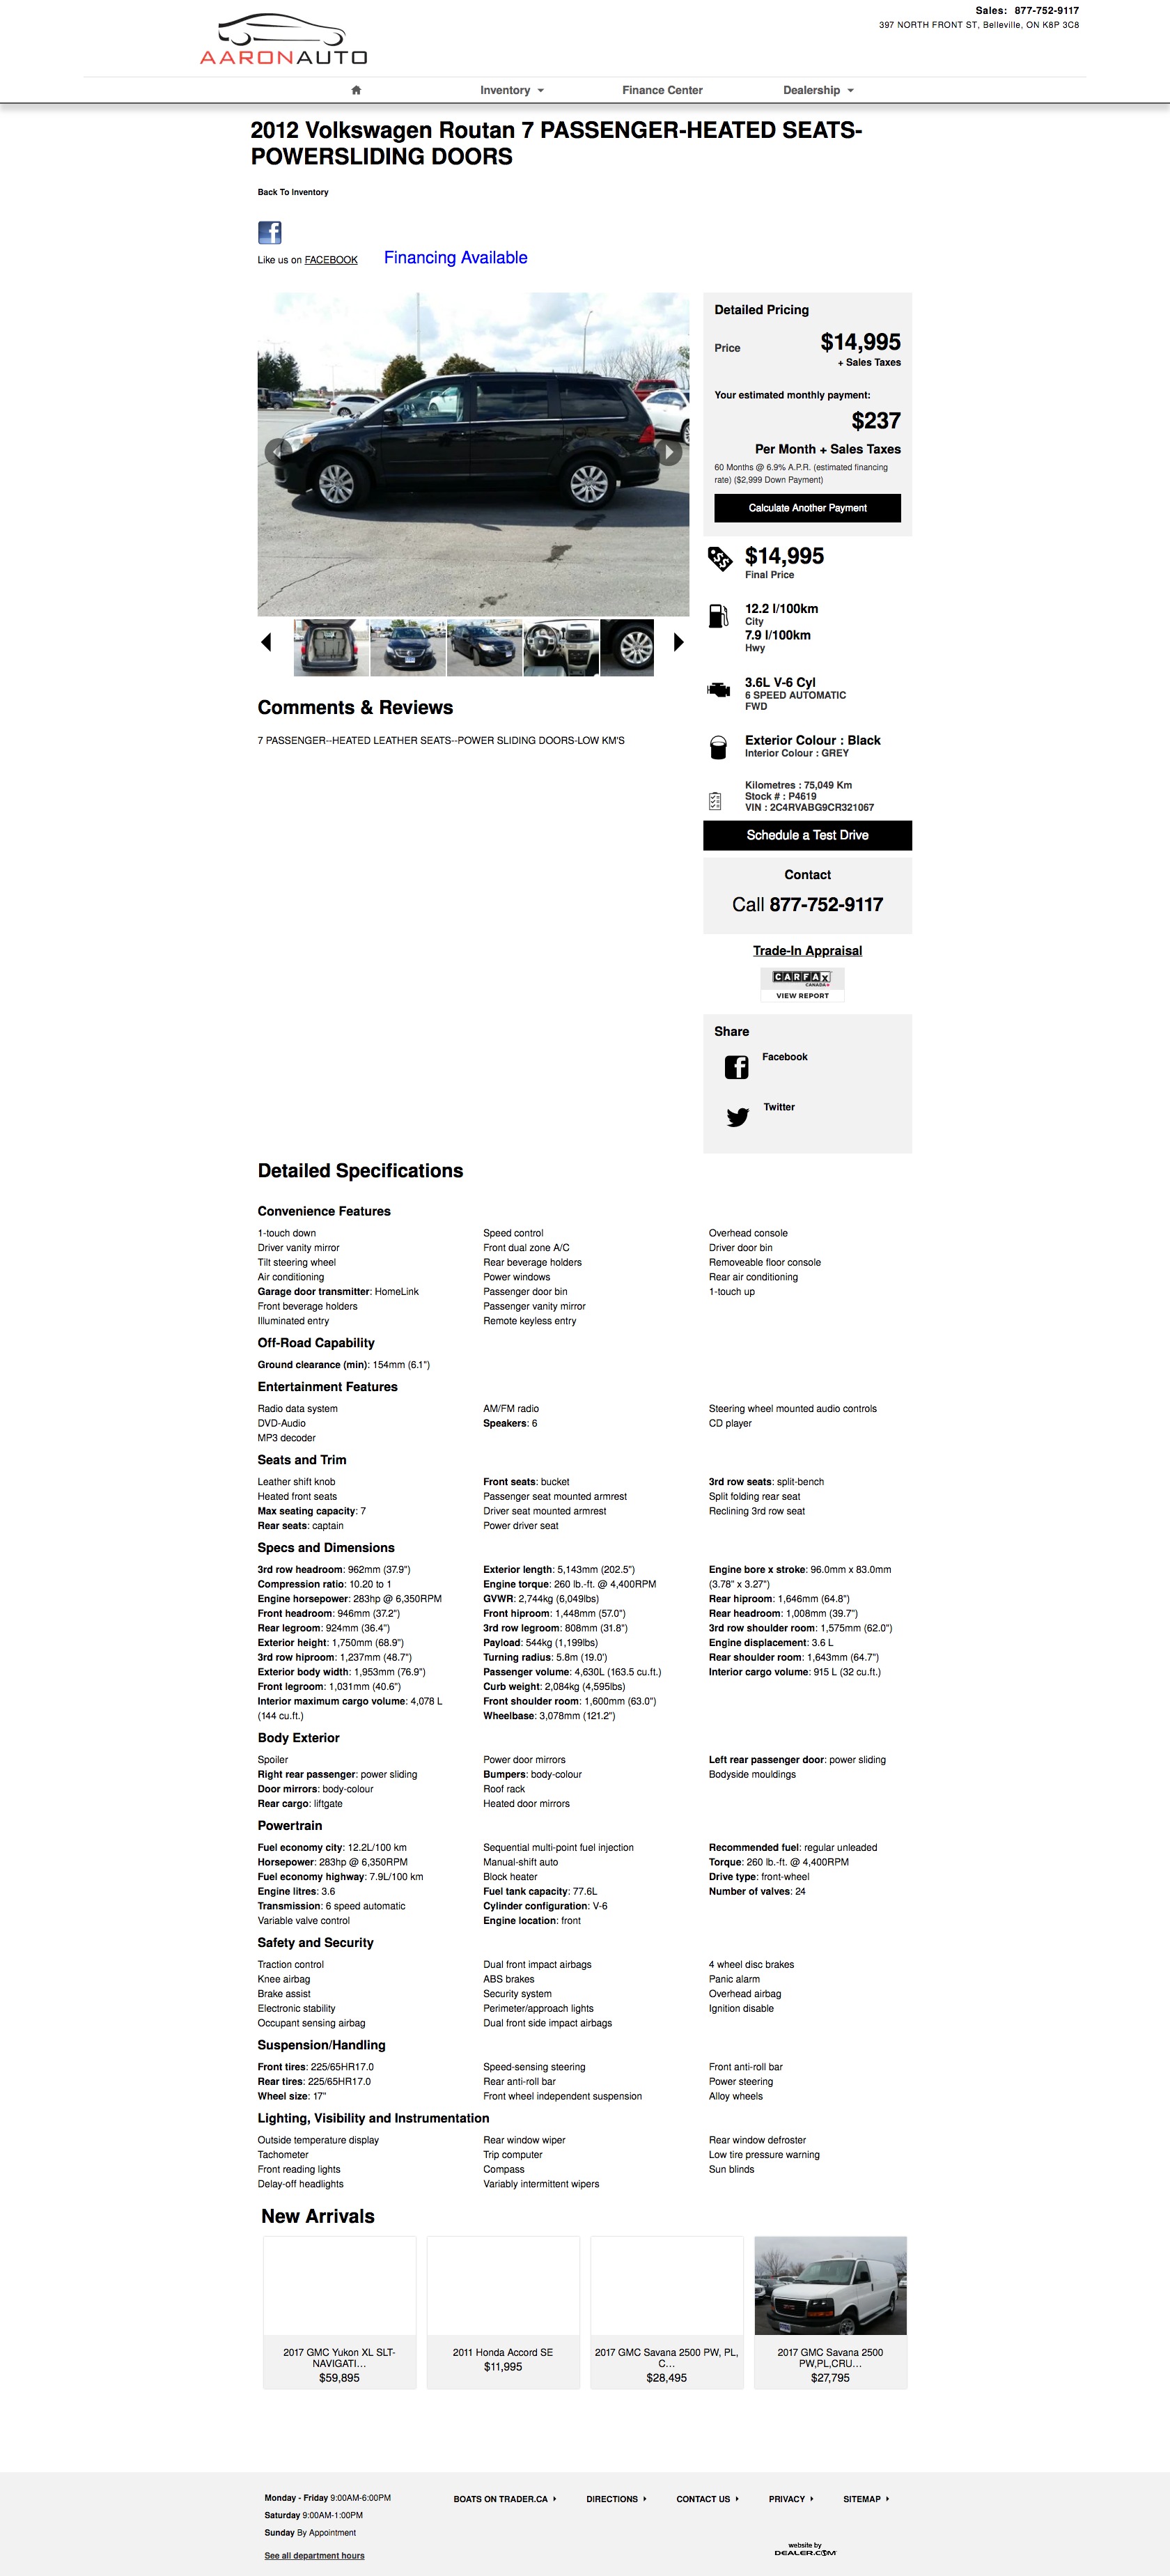 Sales: 877-752-9117
397 NORTH FRONT ST, Belleville, ON K8P 3C8
AARONAUTO
Inventory
Finance Center
Dealership
2012 Volkswagen Routan 7 PASSENGER-HEATED SEATS-
POWERSLIDING DOORS
Back To Inventory
Like us on FACEBOOK
Financing Available
Detailed Pricing
Price
$14,995
+ Sales Taxes
Your estimated monthly payment:
$237
Per Month + Sales Taxes
60 Months @ 6.9% A.P.R. (estimated financing
rate) ($2,999 Down Payment)
Calculate Another Payment
$14,995
Final Price
12.2 l/100km
City
7.9 l/100km
Hwy
3.6L V-6 Cyl
6 SPEED AUTOMATIC
FWD
Exterior Colour : Black
Interior Colour : GREY
Kilometres : 75,049 Km
Stock # : P4619
VIN : 2C4RVABG9CR321067
Schedule a Test Drive
Contact
Call 877-752-9117
Trade-In Appraisal
CARFAX
CANADA
VIEW REPORT
Share
Facebook
Twitter
Comments & Reviews
7 PASSENGER--HEATED LEATHER SEATS--POWER SLIDING DOORS-LOW KM'S
Detailed Specifications
Convenience Features
1-touch down
Driver vanity mirror
Tilt steering wheel
Air conditioning
Garage door transmitter: HomeLink
Front beverage holders
Illuminated entry
Speed control
Front dual zone A/C
Rear beverage holders
Power windows
Passenger door bin
Passenger vanity mirror
Remote keyless entry
Overhead console
Driver door bin
Removeable floor console
Rear air conditioning
1-touch up
Off-Road Capability
Ground clearance (min): 154mm (6.1")
Entertainment Features
Radio data system
DVD-Audio
MP3 decoder
AM/FM radio
Speakers: 6
Steering wheel mounted audio controls
CD player
Seats and Trim
Leather shift knob
Heated front seats
Max seating capacity: 7
Rear seats: captain
Front seats: bucket
Passenger seat mounted armrest
Driver seat mounted armrest
Power driver seat
3rd row seats: split-bench
Split folding rear seat
Reclining 3rd row seat
Specs and Dimensions
3rd row headroom: 962mm (37.9")
Compression ratio: 10.20 to 1
Engine horsepower: 283hp @ 6,350RPM
Front headroom: 946mm (37.2")
Rear legroom: 924mm (36.4")
Exterior height: 1,750mm (68.9")
3rd row hiproom: 1,237mm (48.7")
Exterior body width: 1,953mm (76.9")
Front legroom: 1,031mm (40.6")
Interior maximum cargo volume: 4,078 L
(144 cu.ft.)
Exterior length: 5,143mm (202.5")
Engine torque: 260 lb.-ft. @ 4,400RPM
GVWR: 2,744kg (6,049lbs)
Front hiproom: 1,448mm (57.0")
3rd row legroom: 808mm (31.8")
Payload: 544kg (1,199lbs)
Turning radius: 5.8m (19.0')
Passenger volume: 4,630L (163.5 cu.ft.)
Curb weight: 2,084kg (4,595lbs)
Front shoulder room: 1,600mm (63.0")
Wheelbase: 3,078mm (121.2")
Engine bore x stroke: 96.0mm x 83.0mm
(3.78" x 3.27")
Rear hiproom: 1,646mm (64.8")
Rear headroom: 1,008mm (39.7")
3rd row shoulder room: 1,575mm (62.0")
Engine displacement: 3.6 L
Rear shoulder room: 1,643mm (64.7")
Interior cargo volume: 915 L (32 cu.ft.)
Body Exterior
Spoiler
Right rear passenger: power sliding
Door mirrors: body-colour
Rear cargo: liftgate
Power door mirrors
Bumpers: body-colour
Roof rack
Heated door mirrors
Left rear passenger door: power sliding
Bodyside mouldings
Powertrain
Fuel economy city: 12.2L/100 km
Horsepower: 283hp @ 6,350RPM
Fuel economy highway: 7.9L/100 km
Engine litres: 3.6
Transmission: 6 speed automatic
Variable valve control
Sequential multi-point fuel injection
Manual-shift auto
Block heater
Fuel tank capacity: 77.6L
Cylinder configuration: V-6
Engine location: front
Recommended fuel: regular unleaded
Torque: 260 lb.-ft. @ 4,400RPM
Drive type: front-wheel
Number of valves: 24
Safety and Security
Traction control
Knee airbag
Brake assist
Electronic stability
Occupant sensing airbag
Dual front impact airbags
ABS brakes
Security system
Perimeter/approach lights
Dual front side impact airbags
4 wheel disc brakes
Panic alarm
Overhead airbag
Ignition disable
Suspension/Handling
Front tires: 225/65HR17.0
Rear tires: 225/65HR17.0
Wheel size: 17"
Speed-sensing steering
Rear anti-roll bar
Front wheel independent suspension
Front anti-roll bar
Power steering
Alloy wheels
Lighting, Visibility and Instrumentation
Outside temperature display
Tachometer
Front reading lights
Delay-off headlights
Rear window wiper
Trip computer
Compass
Variably intermittent wipers
Rear window defroster
Low tire pressure warning
Sun blinds
New Arrivals
2017 GMC Yukon XL SLT-
NAVIGATI...
$59,895
2011 Honda Accord SE
$11,995
2017 GMC Savana 2500 PW, PL,
C...
$28,495
2017 GMC Savana 2500
PW,PL,CRU...
$27,795
Monday - Friday 9:00AM-6:00PM
Saturday 9:00AM-1:00PM
Sunday By Appointment
See all department hours
BOATS ON TRADER.CA
DIRECTIONS
CONTACT US
PRIVACY
SITEMAP
website by
DEALER.COM